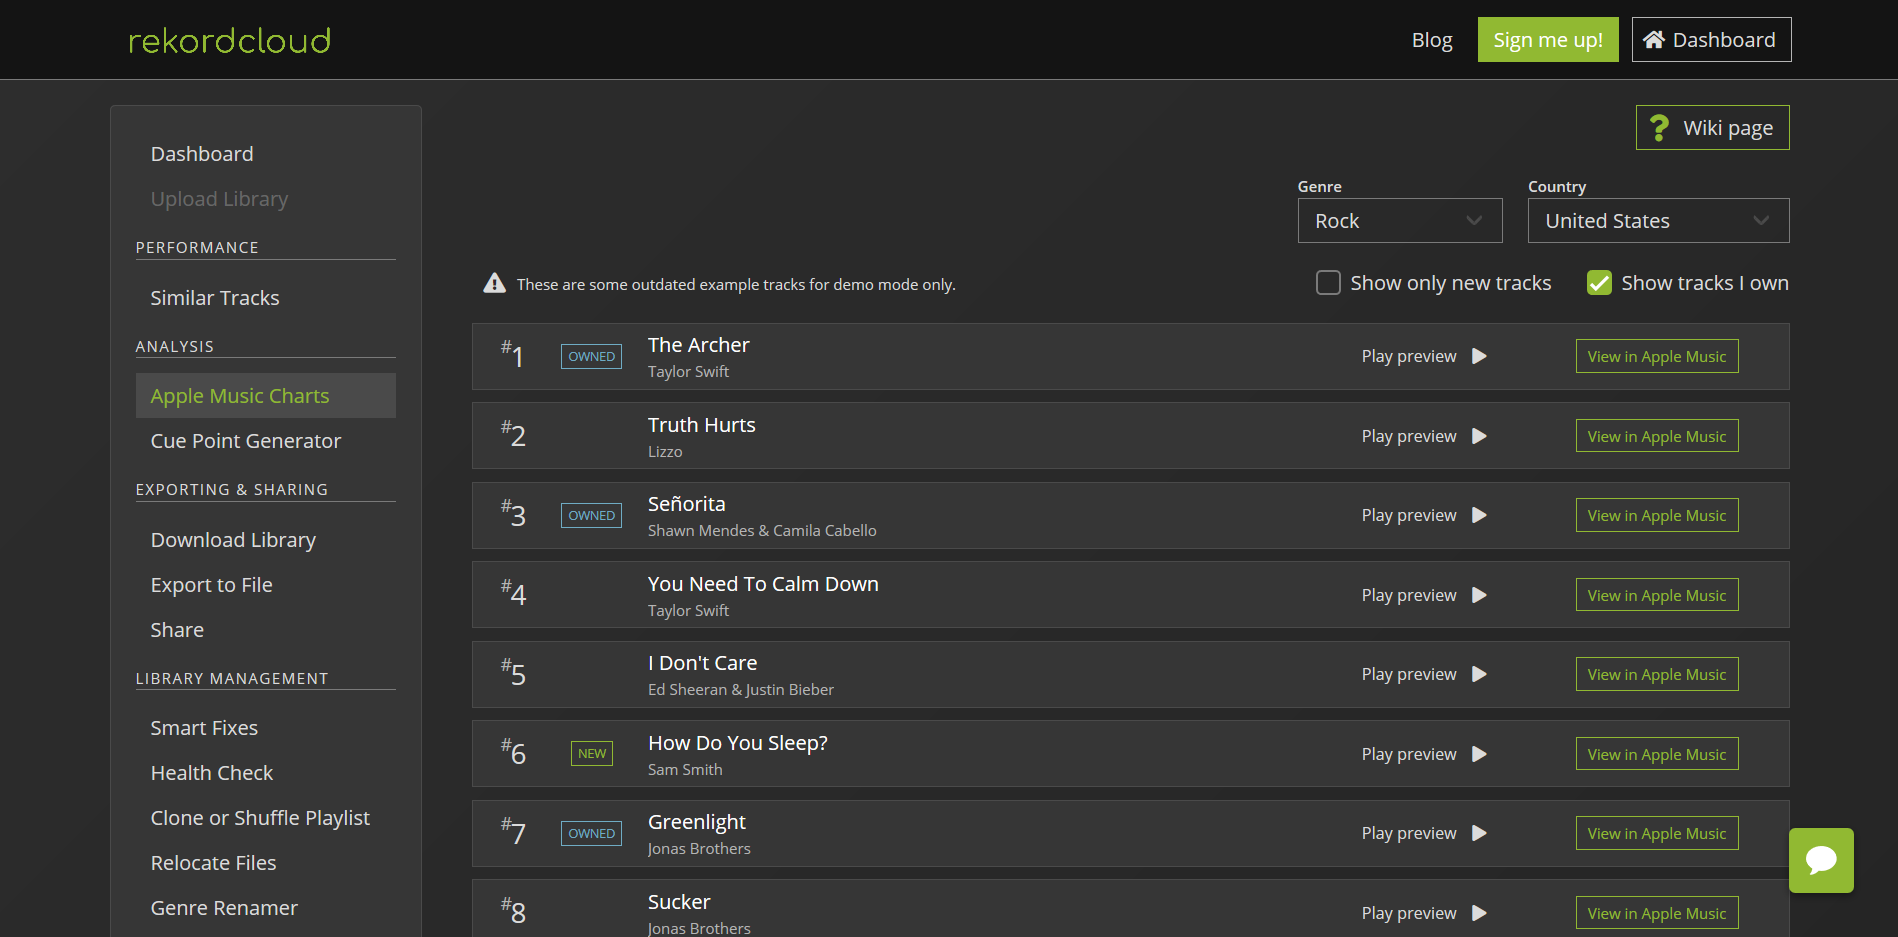 rekordcloud
Blog
Sign me up!
Dashboard
Dashboard
Upload Library
PERFORMANCE
Similar Tracks
ANALYSIS
Apple Music Charts
Cue Point Generator
EXPORTING & SHARING
Download Library
Export to File
Share
LIBRARY MANAGEMENT
Smart Fixes
Health Check
Clone or Shuffle Playlist
Relocate Files
Genre Renamer
? Wiki page
Genre
Rock
Country
United States
These are some outdated example tracks for demo mode only.
Show only new tracks
Show tracks I own
#1
OWNED
The Archer
Taylor Swift
Play preview
View in Apple Music
#2
Truth Hurts
Lizzo
Play preview
View in Apple Music
#3
OWNED
Señorita
Shawn Mendes & Camila Cabello
Play preview
View in Apple Music
#4
You Need To Calm Down
Taylor Swift
Play preview
View in Apple Music
#5
I Don't Care
Ed Sheeran & Justin Bieber
Play preview
View in Apple Music
#6
NEW
How Do You Sleep?
Sam Smith
Play preview
View in Apple Music
#7
OWNED
Greenlight
Jonas Brothers
Play preview
View in Apple Music
#8
Sucker
Jonas Brothers
Play preview
View in Apple Music